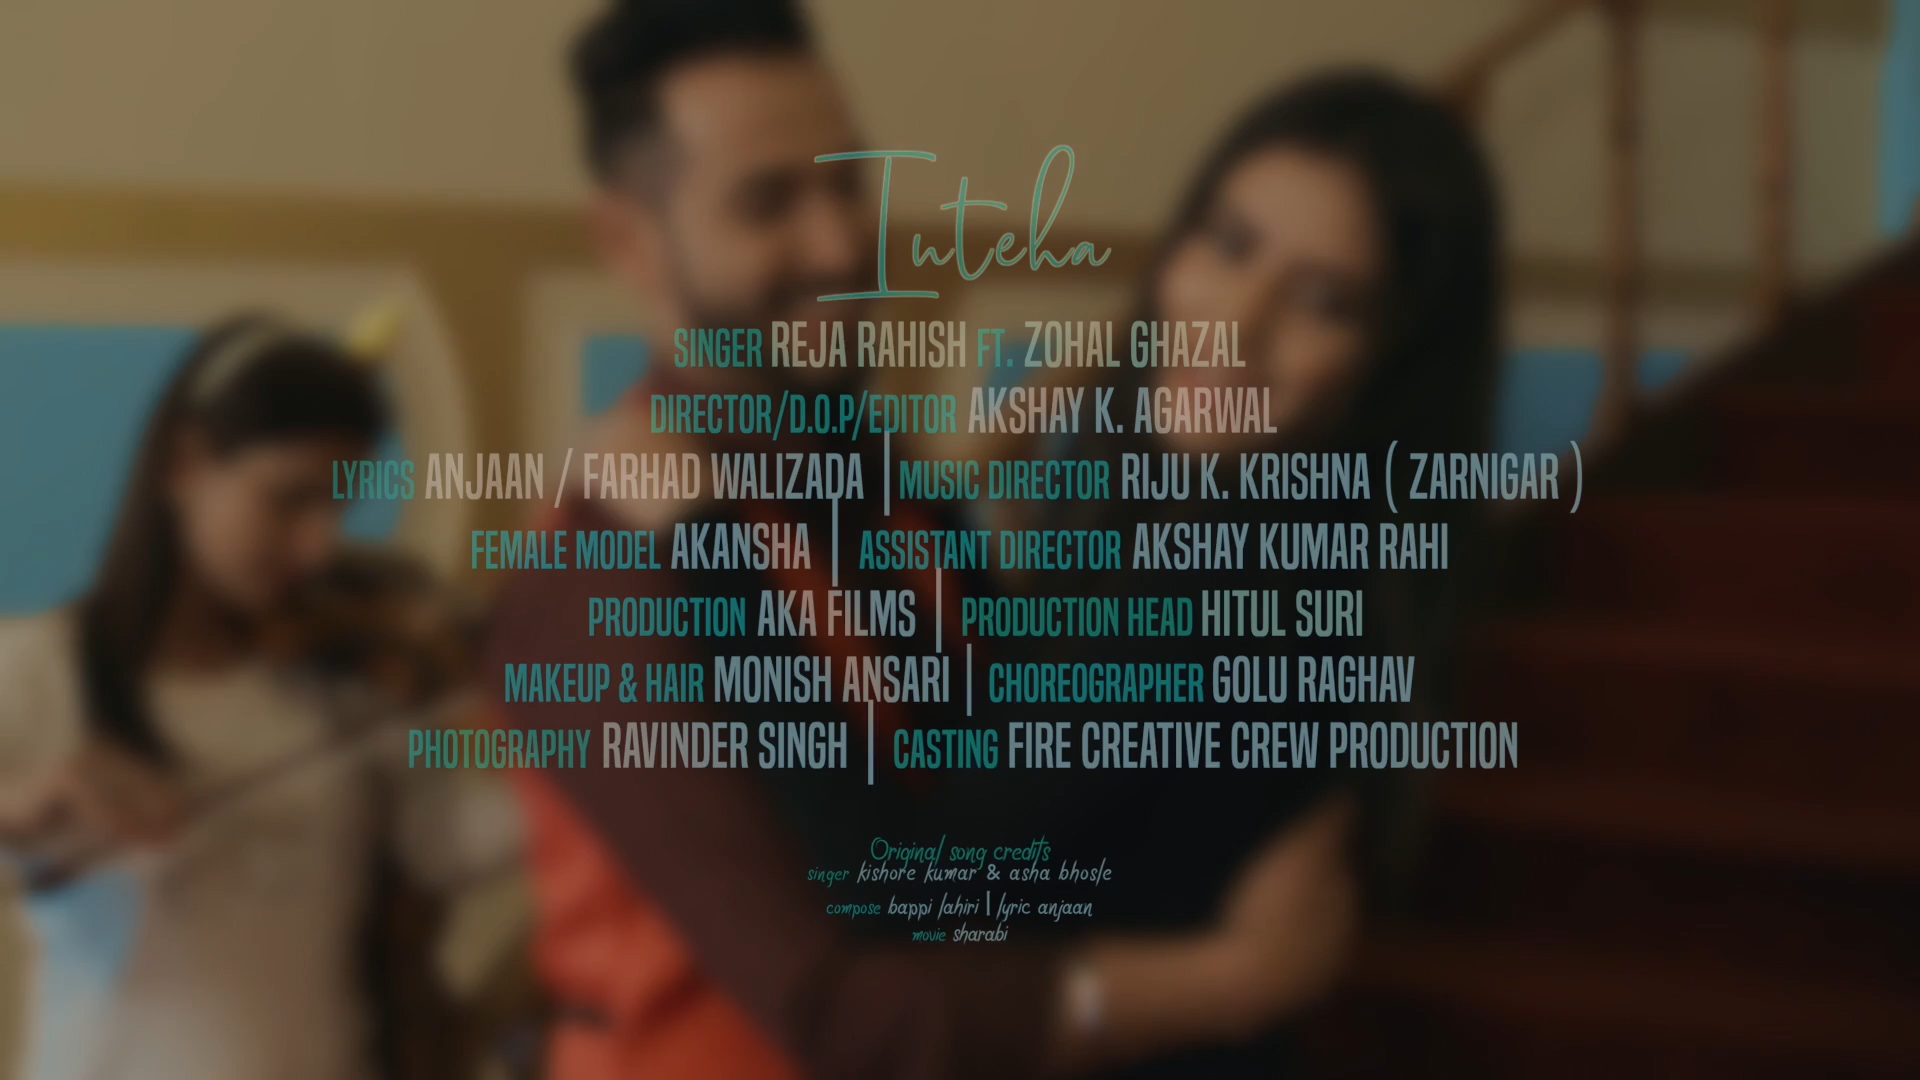 Inteha
SINGER REJA RAHISH FT. ZOHAL GHAZAL
DIRECTOR/D.O.P/EDITOR AKSHAY K. AGARWAL
LYRICS ANJAAN / FARHAD WALIZADA | MUSIC DIRECTOR RIJU K. KRISHNA ( ZARNIGAR )
FEMALE MODEL AKANSHA | ASSISTANT DIRECTOR AKSHAY KUMAR RAHI
PRODUCTION AKA FILMS | PRODUCTION HEAD HITUL SURI
MAKEUP & HAIR MONISH ANSARI | CHOREOGRAPHER GOLU RAGHAV
PHOTOGRAPHY RAVINDER SINGH | CASTING FIRE CREATIVE CREW PRODUCTION
Original song credits
singer kishore kumar & asha bhosle
compose bappi lahiri | lyric anjaan
movie sharabi